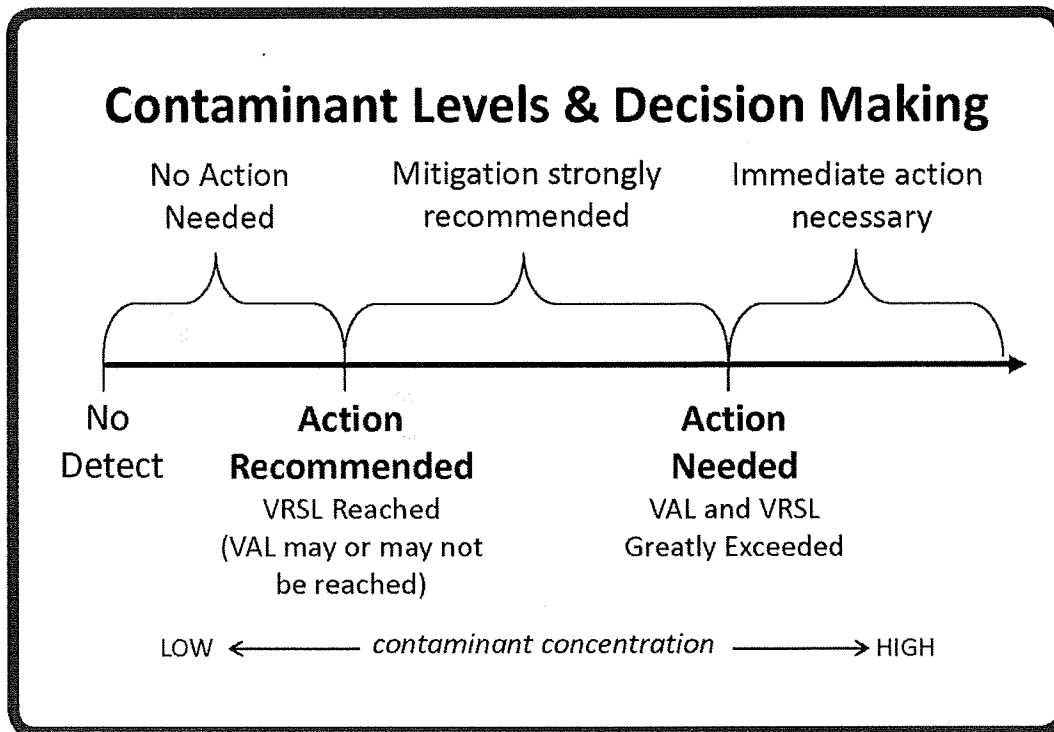 Contaminant Levels & Decision Making
No Action
Needed
Mitigation strongly
recommended
Immediate action
necessary
No
Detect
Action
Recommended
VRSL Reached
(VAL may or may not
be reached)
Action
Needed
VAL and VRSL
Greatly Exceeded
LOW
contaminant concentration
HIGH